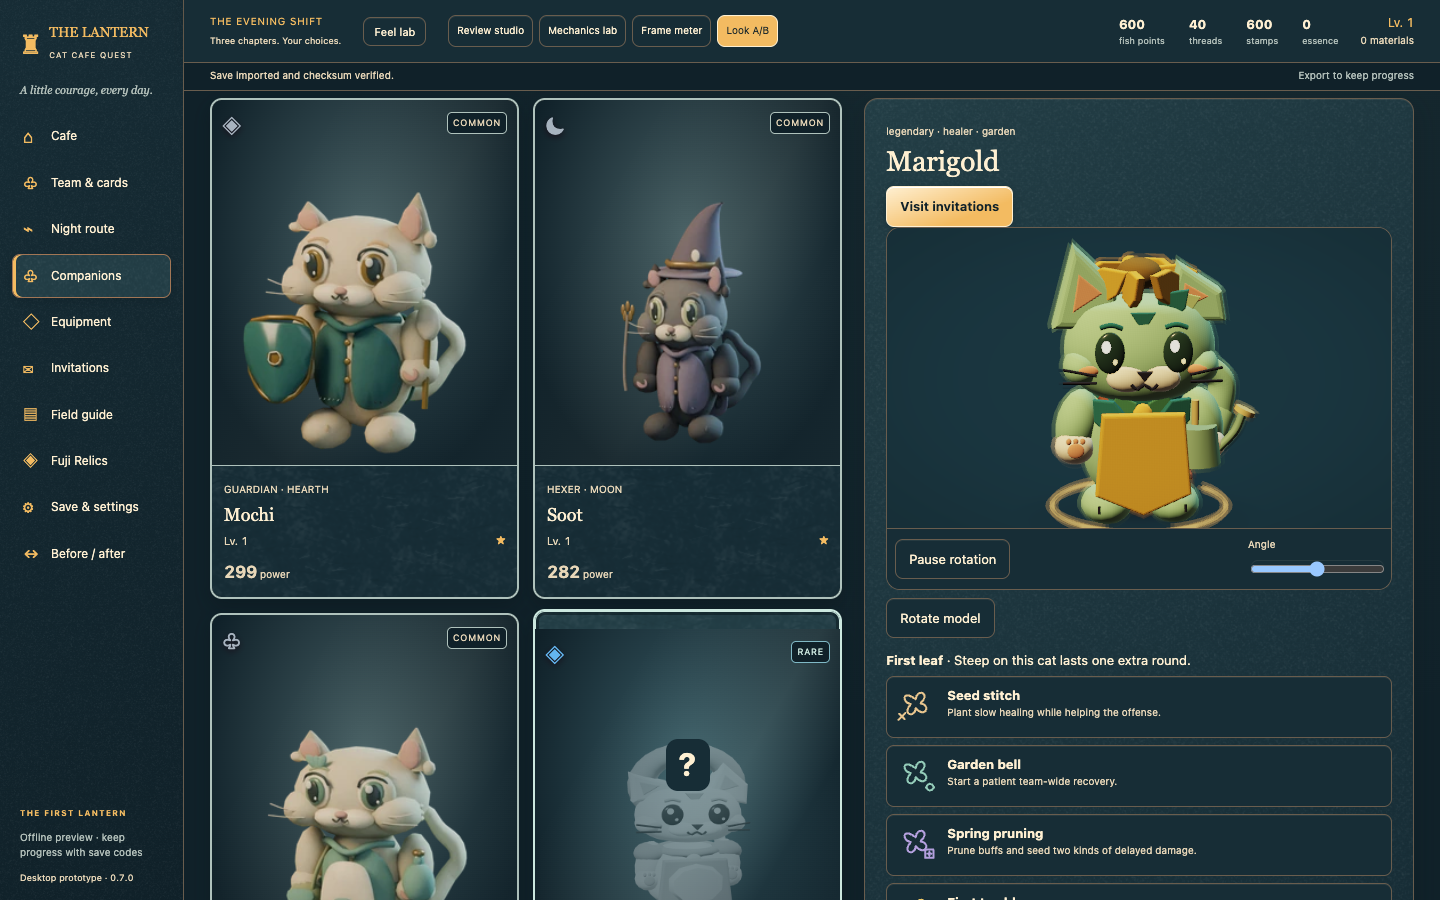 THE LANTERN
CAT CAFE QUEST
A little courage, every day.
Cafe
Team & cards
Night route
Companions
Equipment
Invitations
Field guide
Fuji Relics
Save & settings
Before / after
THE FIRST LANTERN
Offline preview · keep
progress with save codes
Desktop prototype · 0.7.0
THE EVENING SHIFT
Three chapters. Your choices.
Feel lab
Review studio
Mechanics lab
Frame meter
Look A/B
600
fish points
40
threads
600
stamps
0
essence
Lv. 1
0 materials
Save imported and checksum verified.
Export to keep progress
COMMON
GUARDIAN · HEARTH
Mochi
Lv. 1
299 power
COMMON
HEXER · MOON
Soot
Lv. 1
282 power
COMMON
RARE
?
legendary · healer · garden
Marigold
Visit invitations
Pause rotation
Angle
Rotate model
First leaf · Steep on this cat lasts one extra round.
Seed stitch
Plant slow healing while helping the offense.
Garden bell
Start a patient team-wide recovery.
Spring pruning
Prune buffs and seed two kinds of delayed damage.